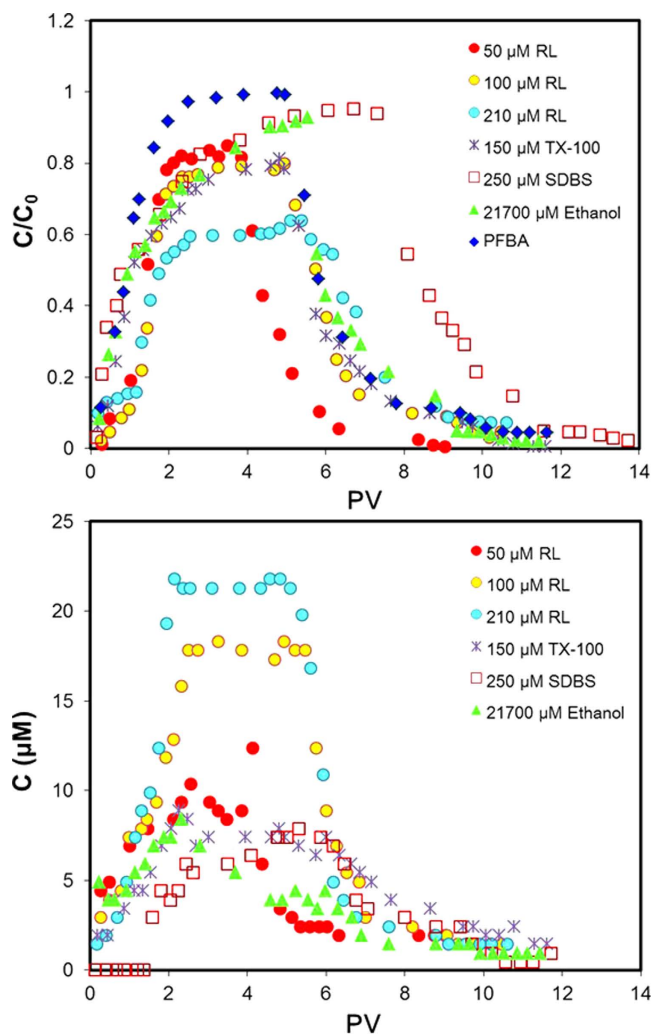 1.2
1
0.8
0.6
0.4
0.2
0
C/C0
50 µM RL
100 µM RL
210 µM RL
150 µM TX-100
250 µM SDBS
21700 µM Ethanol
PFBA
0 2 4 6 8 10 12 14
PV
25
20
15
10
5
0
C (µM)
50 µM RL
100 µM RL
210 µM RL
150 µM TX-100
250 µM SDBS
21700 µM Ethanol
0 2 4 6 8 10 12 14
PV